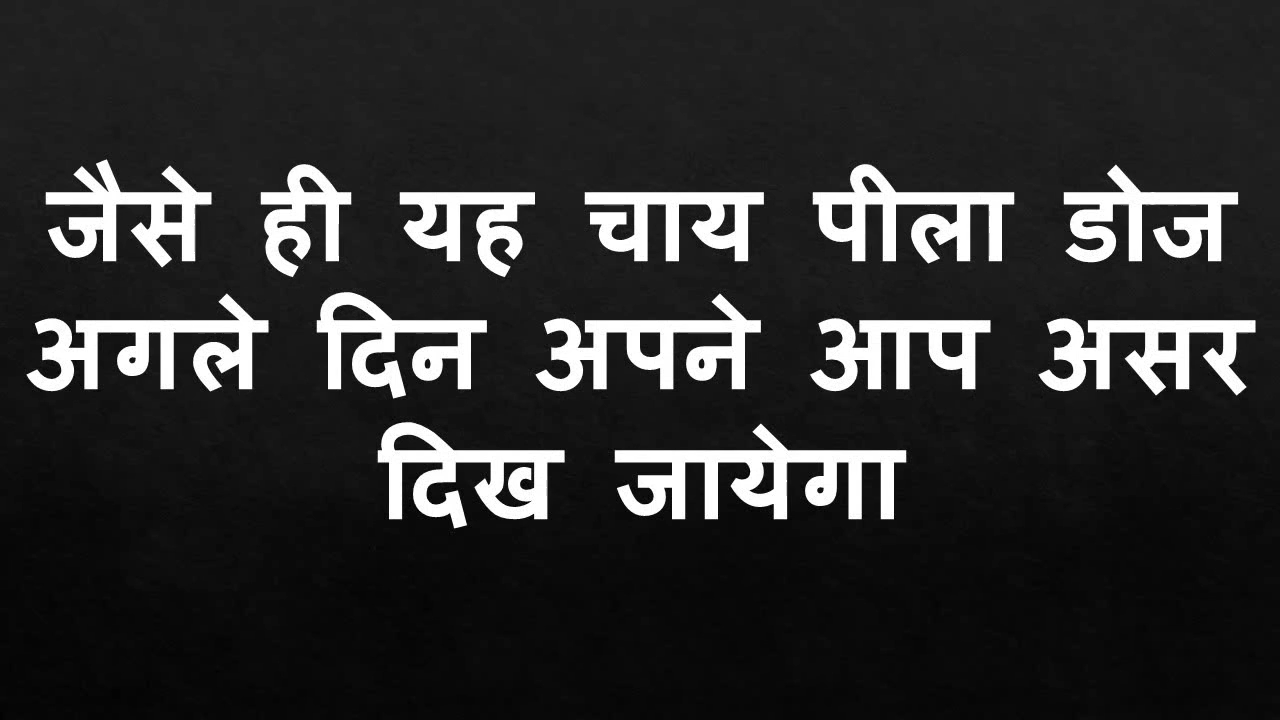 जैसे ही यह चाय पीला डोज
अगले दिन अपने आप असर
दिख जायेगा